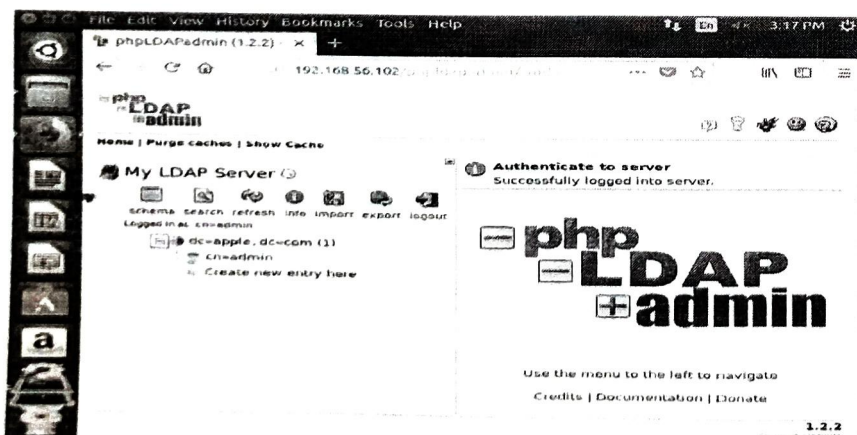 File Edit View History Bookmarks Tools Help
En
3:17 PM
phpLDAPadmin (1.2.2)
192.168.56.102
php
LDAP
admin
Home | Purge caches | Show Cache
My LDAP Server
schema search refresh info import export logout
Logged in as: cn=admin
dc=apple, dc=com (1)
cn=admin
Create new entry here
Authenticate to server
Successfully logged into server.
php
LDAP
admin
Use the menu to the left to navigate
Credits | Documentation | Donate
1.2.2